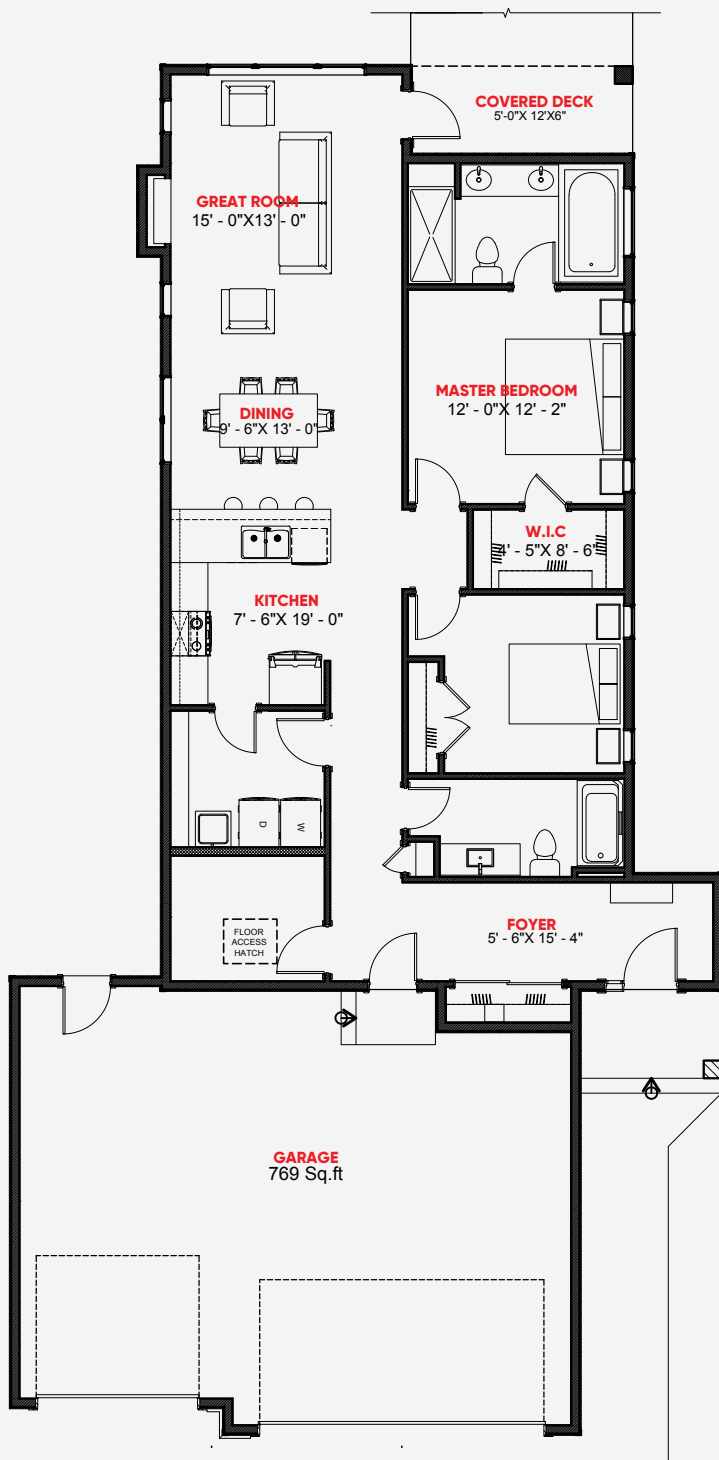 COVERED DECK
5'-0"X 12'X6"
GREAT ROOM
15' - 0"X13' - 0"
MASTER BEDROOM
12' - 0"X 12' - 2"
DINING
9' - 6"X 13' - 0"
W.I.C
4' - 5"X 8' - 6"
KITCHEN
7' - 6"X 19' - 0"
D
W
FLOOR
ACCESS
HATCH
FOYER
5' - 6"X 15' - 4"
GARAGE
769 Sq.ft